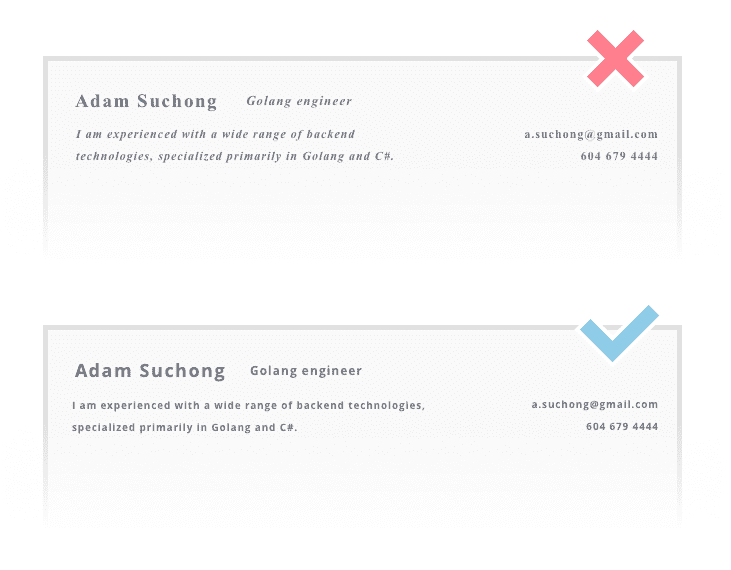 Adam Suchong Golang engineer
I am experienced with a wide range of backend
technologies, specialized primarily in Golang and C#.
a.suchong@gmail.com
604 679 4444
Adam Suchong Golang engineer
I am experienced with a wide range of backend technologies,
specialized primarily in Golang and C#.
a.suchong@gmail.com
604 679 4444